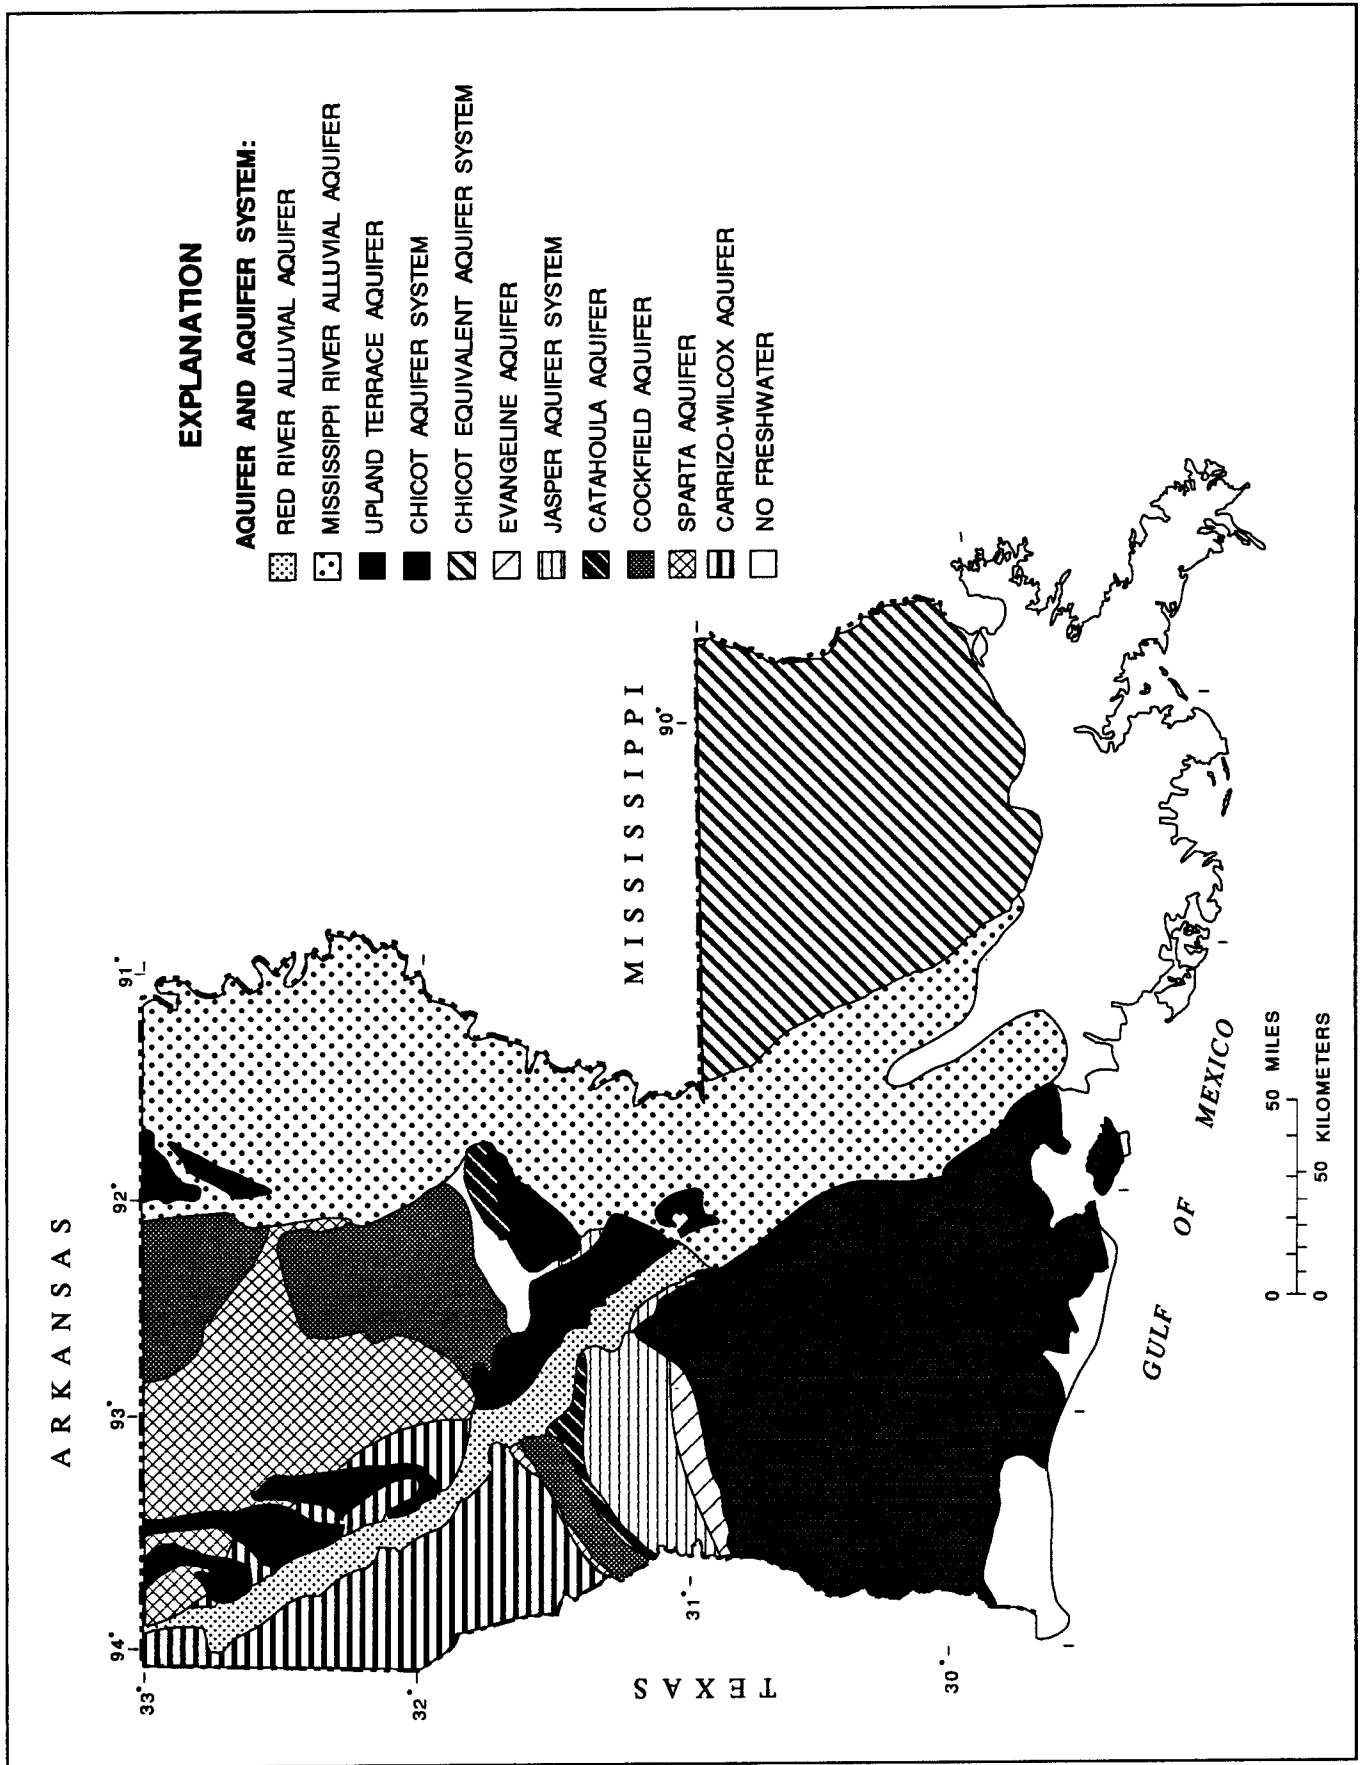 EXPLANATION
AQUIFER AND AQUIFER SYSTEM:
RED RIVER ALLUVIAL AQUIFER
MISSISSIPPI RIVER ALLUVIAL AQUIFER
UPLAND TERRACE AQUIFER
CHICOT AQUIFER SYSTEM
CHICOT EQUIVALENT AQUIFER SYSTEM
EVANGELINE AQUIFER
JASPER AQUIFER SYSTEM
CATAHOULA AQUIFER
COCKFIELD AQUIFER
SPARTA AQUIFER
CARRIZO-WILCOX AQUIFER
NO FRESHWATER
ARKANSAS
94°
93°
92°
91°
33°
32°
MISSISSIPPI
90°
31°
TEXAS
30°
GULF OF MEXICO
0 50 MILES
0 50 KILOMETERS